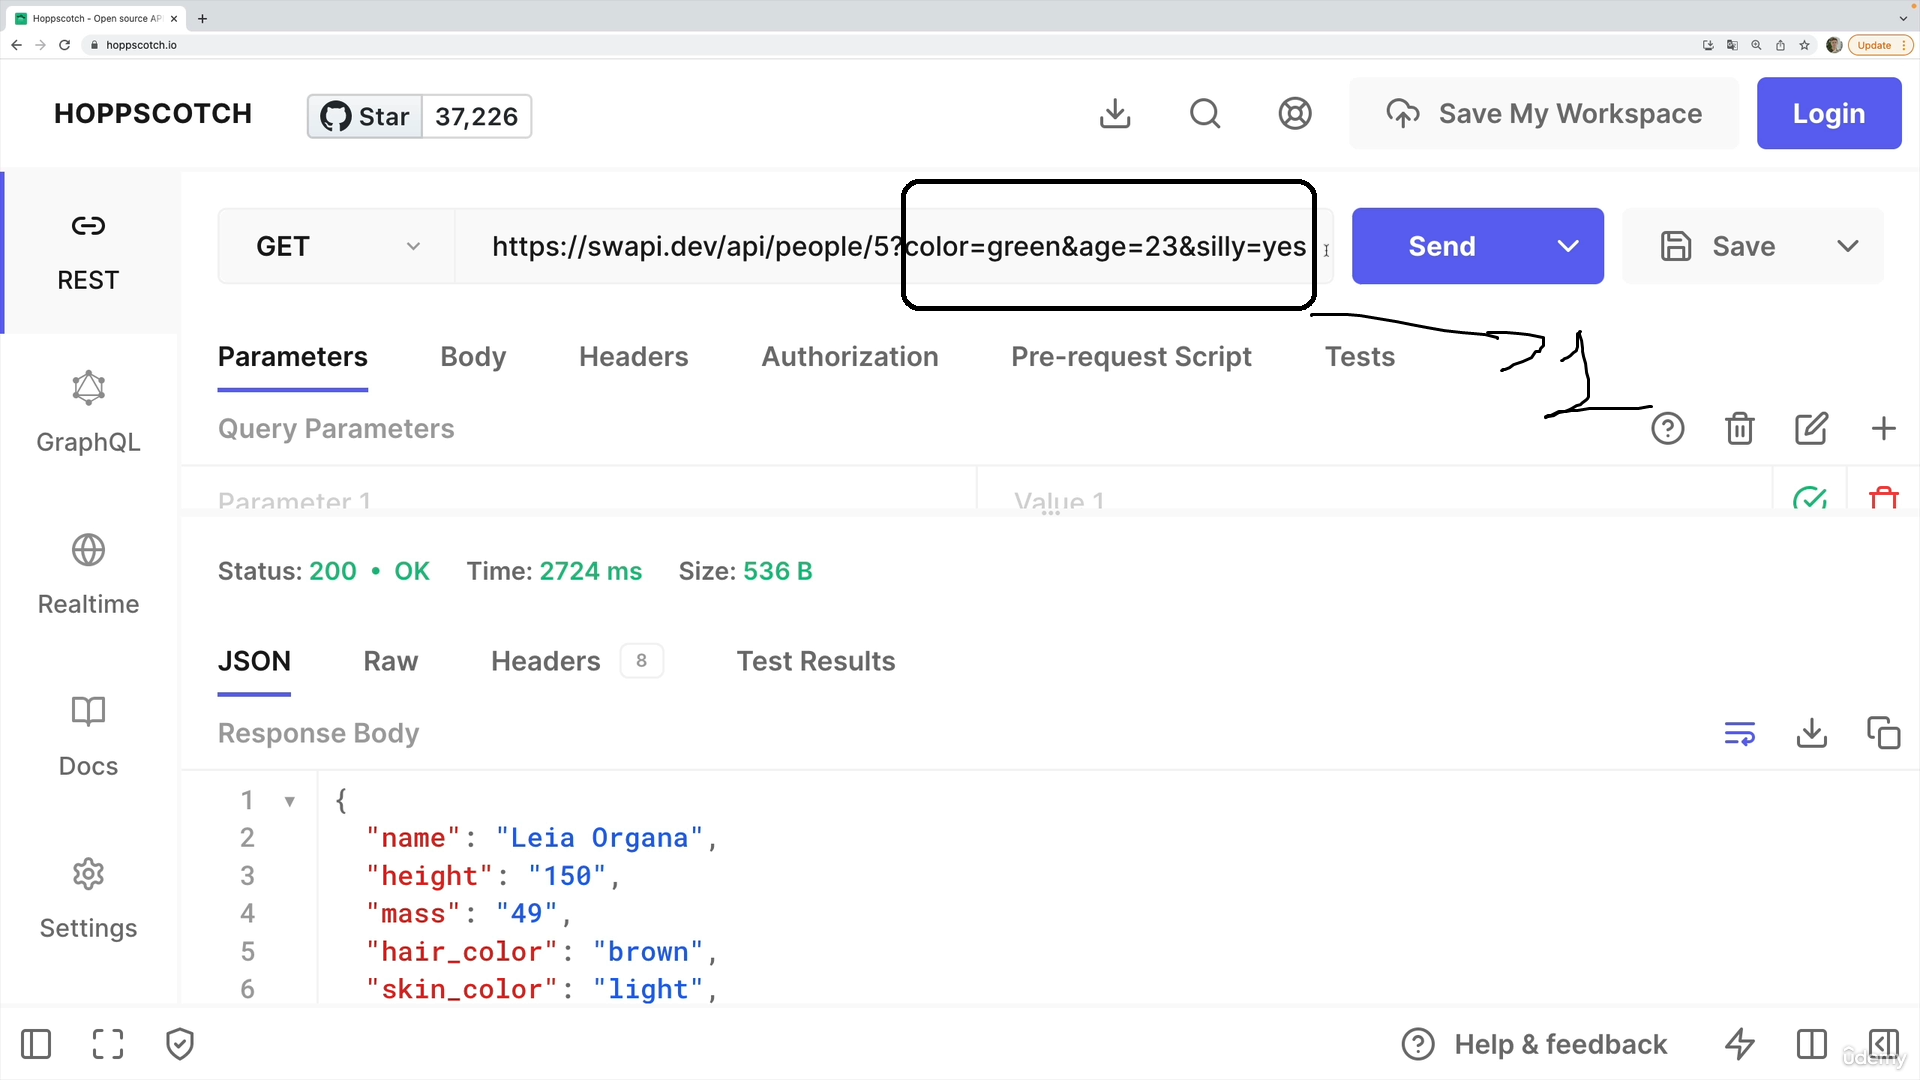 Hoppscotch - Open source API
hoppscotch.io
Update
HOPPSCOTCH
Star 37,226
Save My Workspace
Login
REST
GET
https://swapi.dev/api/people/5?color=green&age=23&silly=yes
Send
Save
1
Parameters Body Headers Authorization Pre-request Script Tests
Query Parameters
Parameter 1 Value 1
GraphQL
Realtime
Docs
Settings
Status: 200 • OK Time: 2724 ms Size: 536 B
JSON Raw Headers 8 Test Results
Response Body
1 {
2 "name": "Leia Organa",
3 "height": "150",
4 "mass": "49",
5 "hair_color": "brown",
6 "skin_color": "light",
Help & feedback
ûdemy